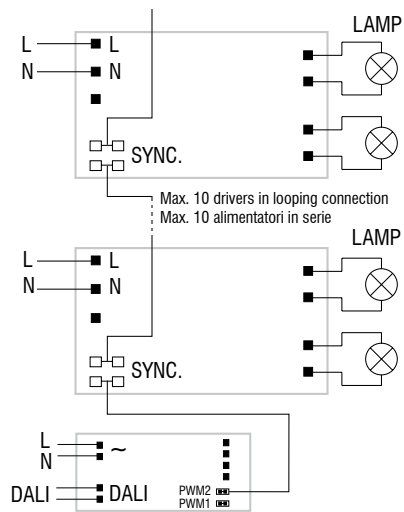 LAMP
L L
N N
SYNC.
Max. 10 drivers in looping connection
Max. 10 alimentatori in serie
LAMP
L L
N N
SYNC.
L
N ~
DALI DALI
PWM2
PWM1